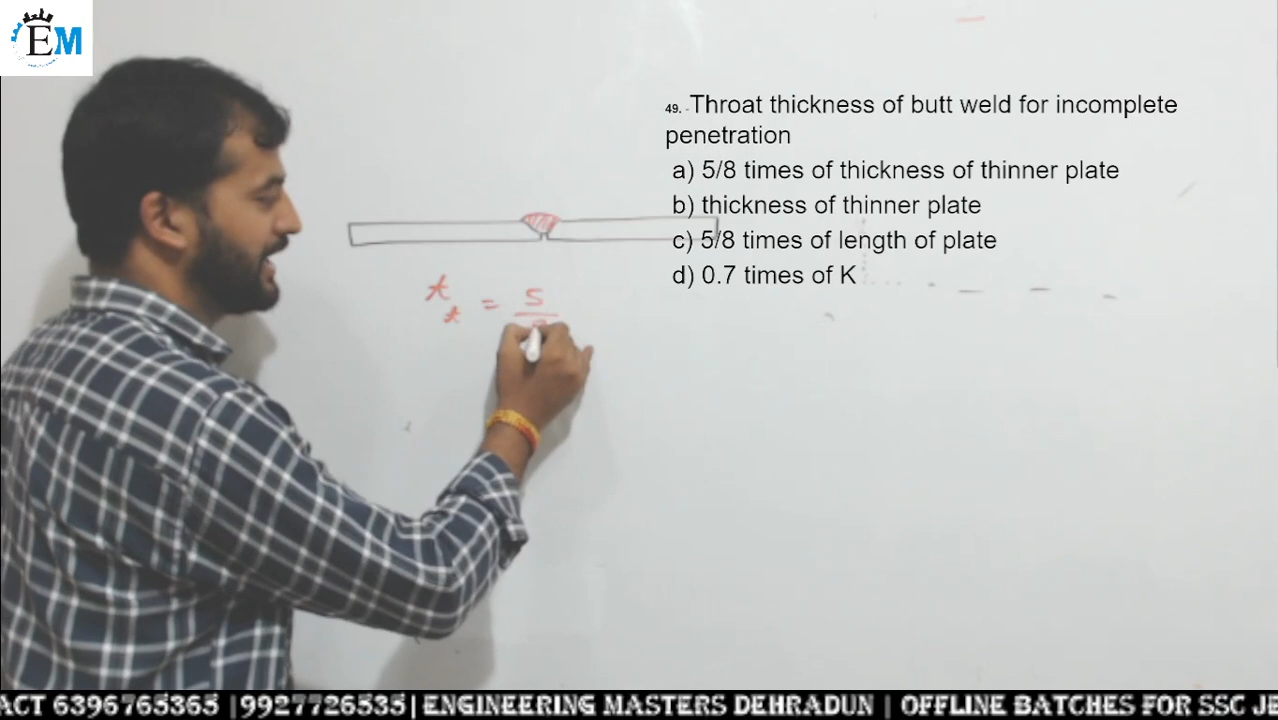 EM
49. - Throat thickness of butt weld for incomplete
penetration
a) 5/8 times of thickness of thinner plate
b) thickness of thinner plate
c) 5/8 times of length of plate
d) 0.7 times of K
t t = 5
ACT 6396765365 |9927726535| ENGINEERING MASTERS DEHRADUN | OFFLINE BATCHES FOR SSC JE